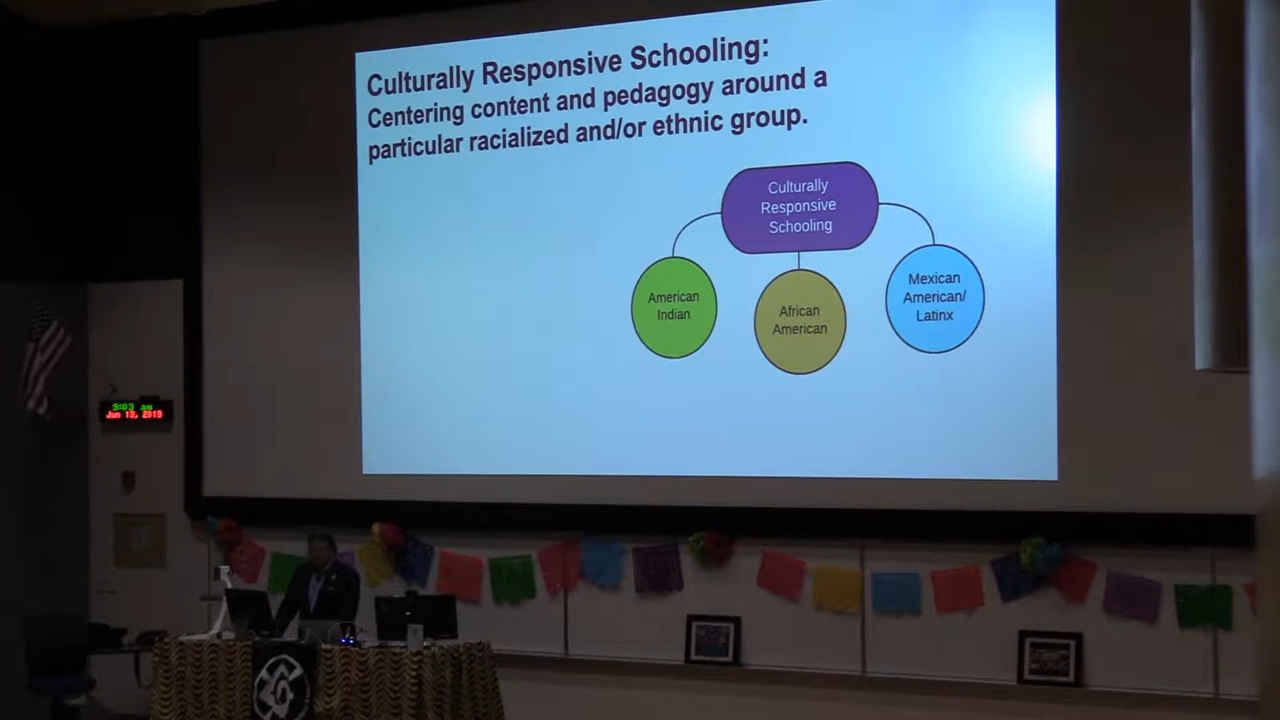 Culturally Responsive Schooling:
Centering content and pedagogy around a
particular racialized and/or ethnic group.
Culturally
Responsive
Schooling
American
Indian
African
American
Mexican
American/
Latinx
9:03 am
Jun 13, 2019